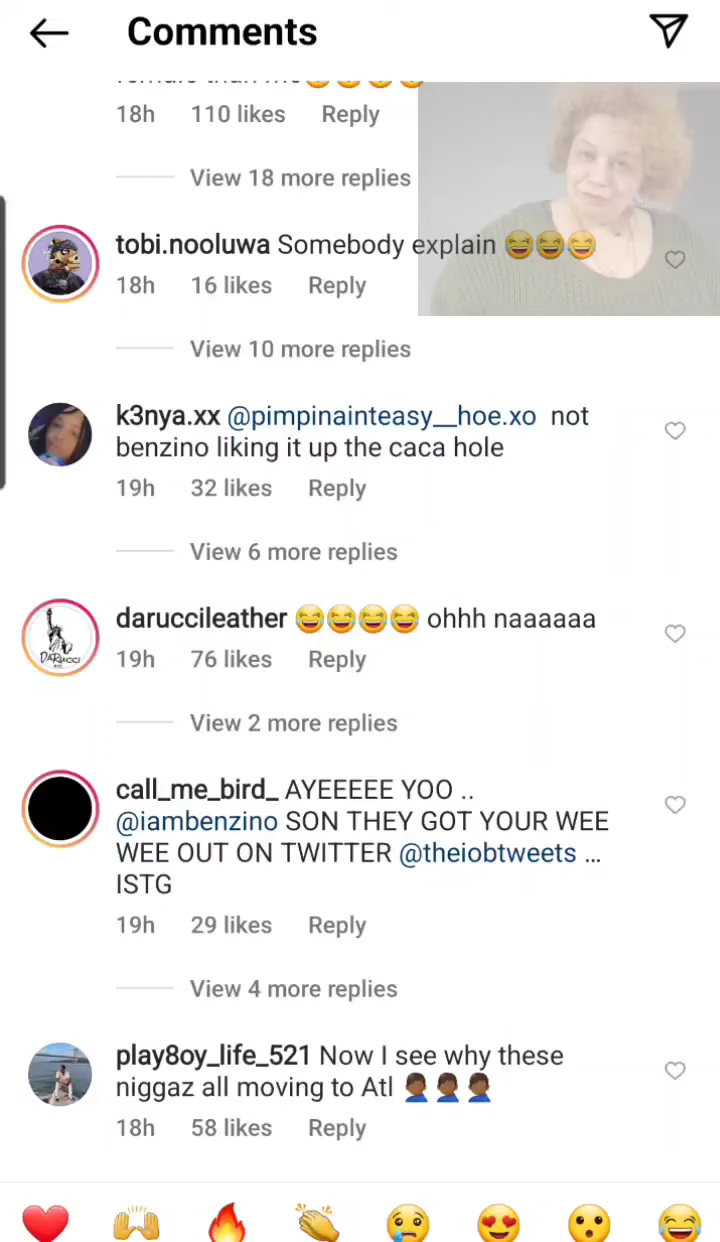 Comments
18h 110 likes Reply
View 18 more replies
tobi.nooluwa Somebody explain 😂😂😂
18h 16 likes Reply
View 10 more replies
k3nya.xx @pimpinainteasy__hoe.xo not
benzino liking it up the caca hole
19h 32 likes Reply
View 6 more replies
daruccileather 😂😂😂😂 ohhh naaaaaa
19h 76 likes Reply
View 2 more replies
DaRucci
call_me_bird_ AYEEEEE YOO ..
@iambenzino SON THEY GOT YOUR WEE
WEE OUT ON TWITTER @theiobtweets ...
ISTG
19h 29 likes Reply
View 4 more replies
play8oy_life_521 Now I see why these
niggaz all moving to Atl 🤦🏾‍♂️🤦🏾‍♂️🤦🏾‍♂️
18h 58 likes Reply